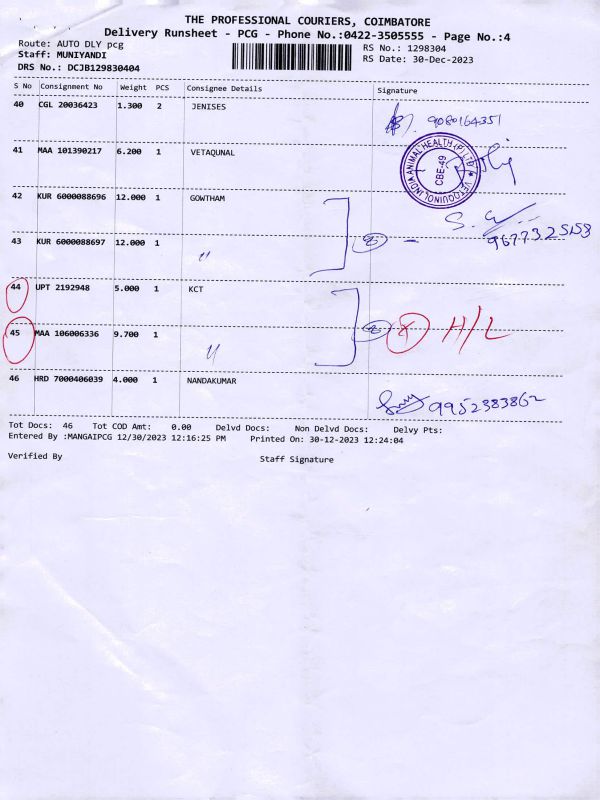 THE PROFESSIONAL COURIERS, COIMBATORE
Delivery Runsheet - PCG - Phone No.:0422-3505555 - Page No.:4
Route: AUTO DLY pcg
Staff: MUNIYANDI
DRS No.: DCJB129830404
RS No.: 1298304
RS Date: 30-Dec-2023
S No Consignment No Weight PCS Consignee Details Signature
40 CGL 20036423 1.300 2 JENISES
9080164351
41 MAA 101390217 6.200 1 VETAQUNAL
VETOQUINOL INDIA ANIMAL HEALTH (P) LTD
CBE-49
42 KUR 6000088696 12.000 1 GOWTHAM
43 KUR 6000088697 12.000 1 "
9677325153
44 UPT 2192948 5.000 1 KCT
H/L
45 MAA 106006336 9.700 1 "
46 HRD 7000406039 4.000 1 NANDAKUMAR
9952383862
Tot Docs: 46 Tot COD Amt: 0.00 Delvd Docs: Non Delvd Docs: Delvy Pts:
Entered By :MANGAIPCG 12/30/2023 12:16:25 PM Printed On: 30-12-2023 12:24:04
Verified By Staff Signature